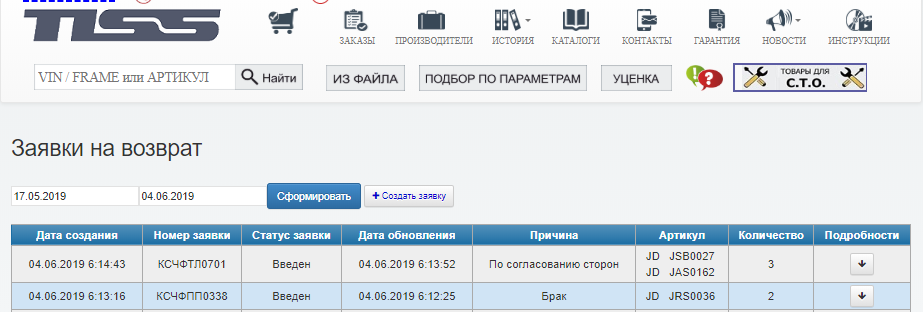 TISS
ЗАКАЗЫ ПРОИЗВОДИТЕЛИ ИСТОРИЯ КАТАЛОГИ КОНТАКТЫ ГАРАНТИЯ НОВОСТИ ИНСТРУКЦИИ
VIN / FRAME или АРТИКУЛ Найти ИЗ ФАЙЛА ПОДБОР ПО ПАРАМЕТРАМ УЦЕНКА ТОВАРЫ ДЛЯ
С.Т.О.
Заявки на возврат
17.05.2019 04.06.2019 Сформировать + Создать заявку
Дата создания Номер заявки Статус заявки Дата обновления Причина Артикул Количество Подробности
04.06.2019 6:14:43 КСЧФТЛ0701 Введен 04.06.2019 6:13:52 По согласованию сторон JD JSB0027 3
JD JAS0162
04.06.2019 6:13:16 КСЧФПП0338 Введен 04.06.2019 6:12:25 Брак JD JRS0036 2